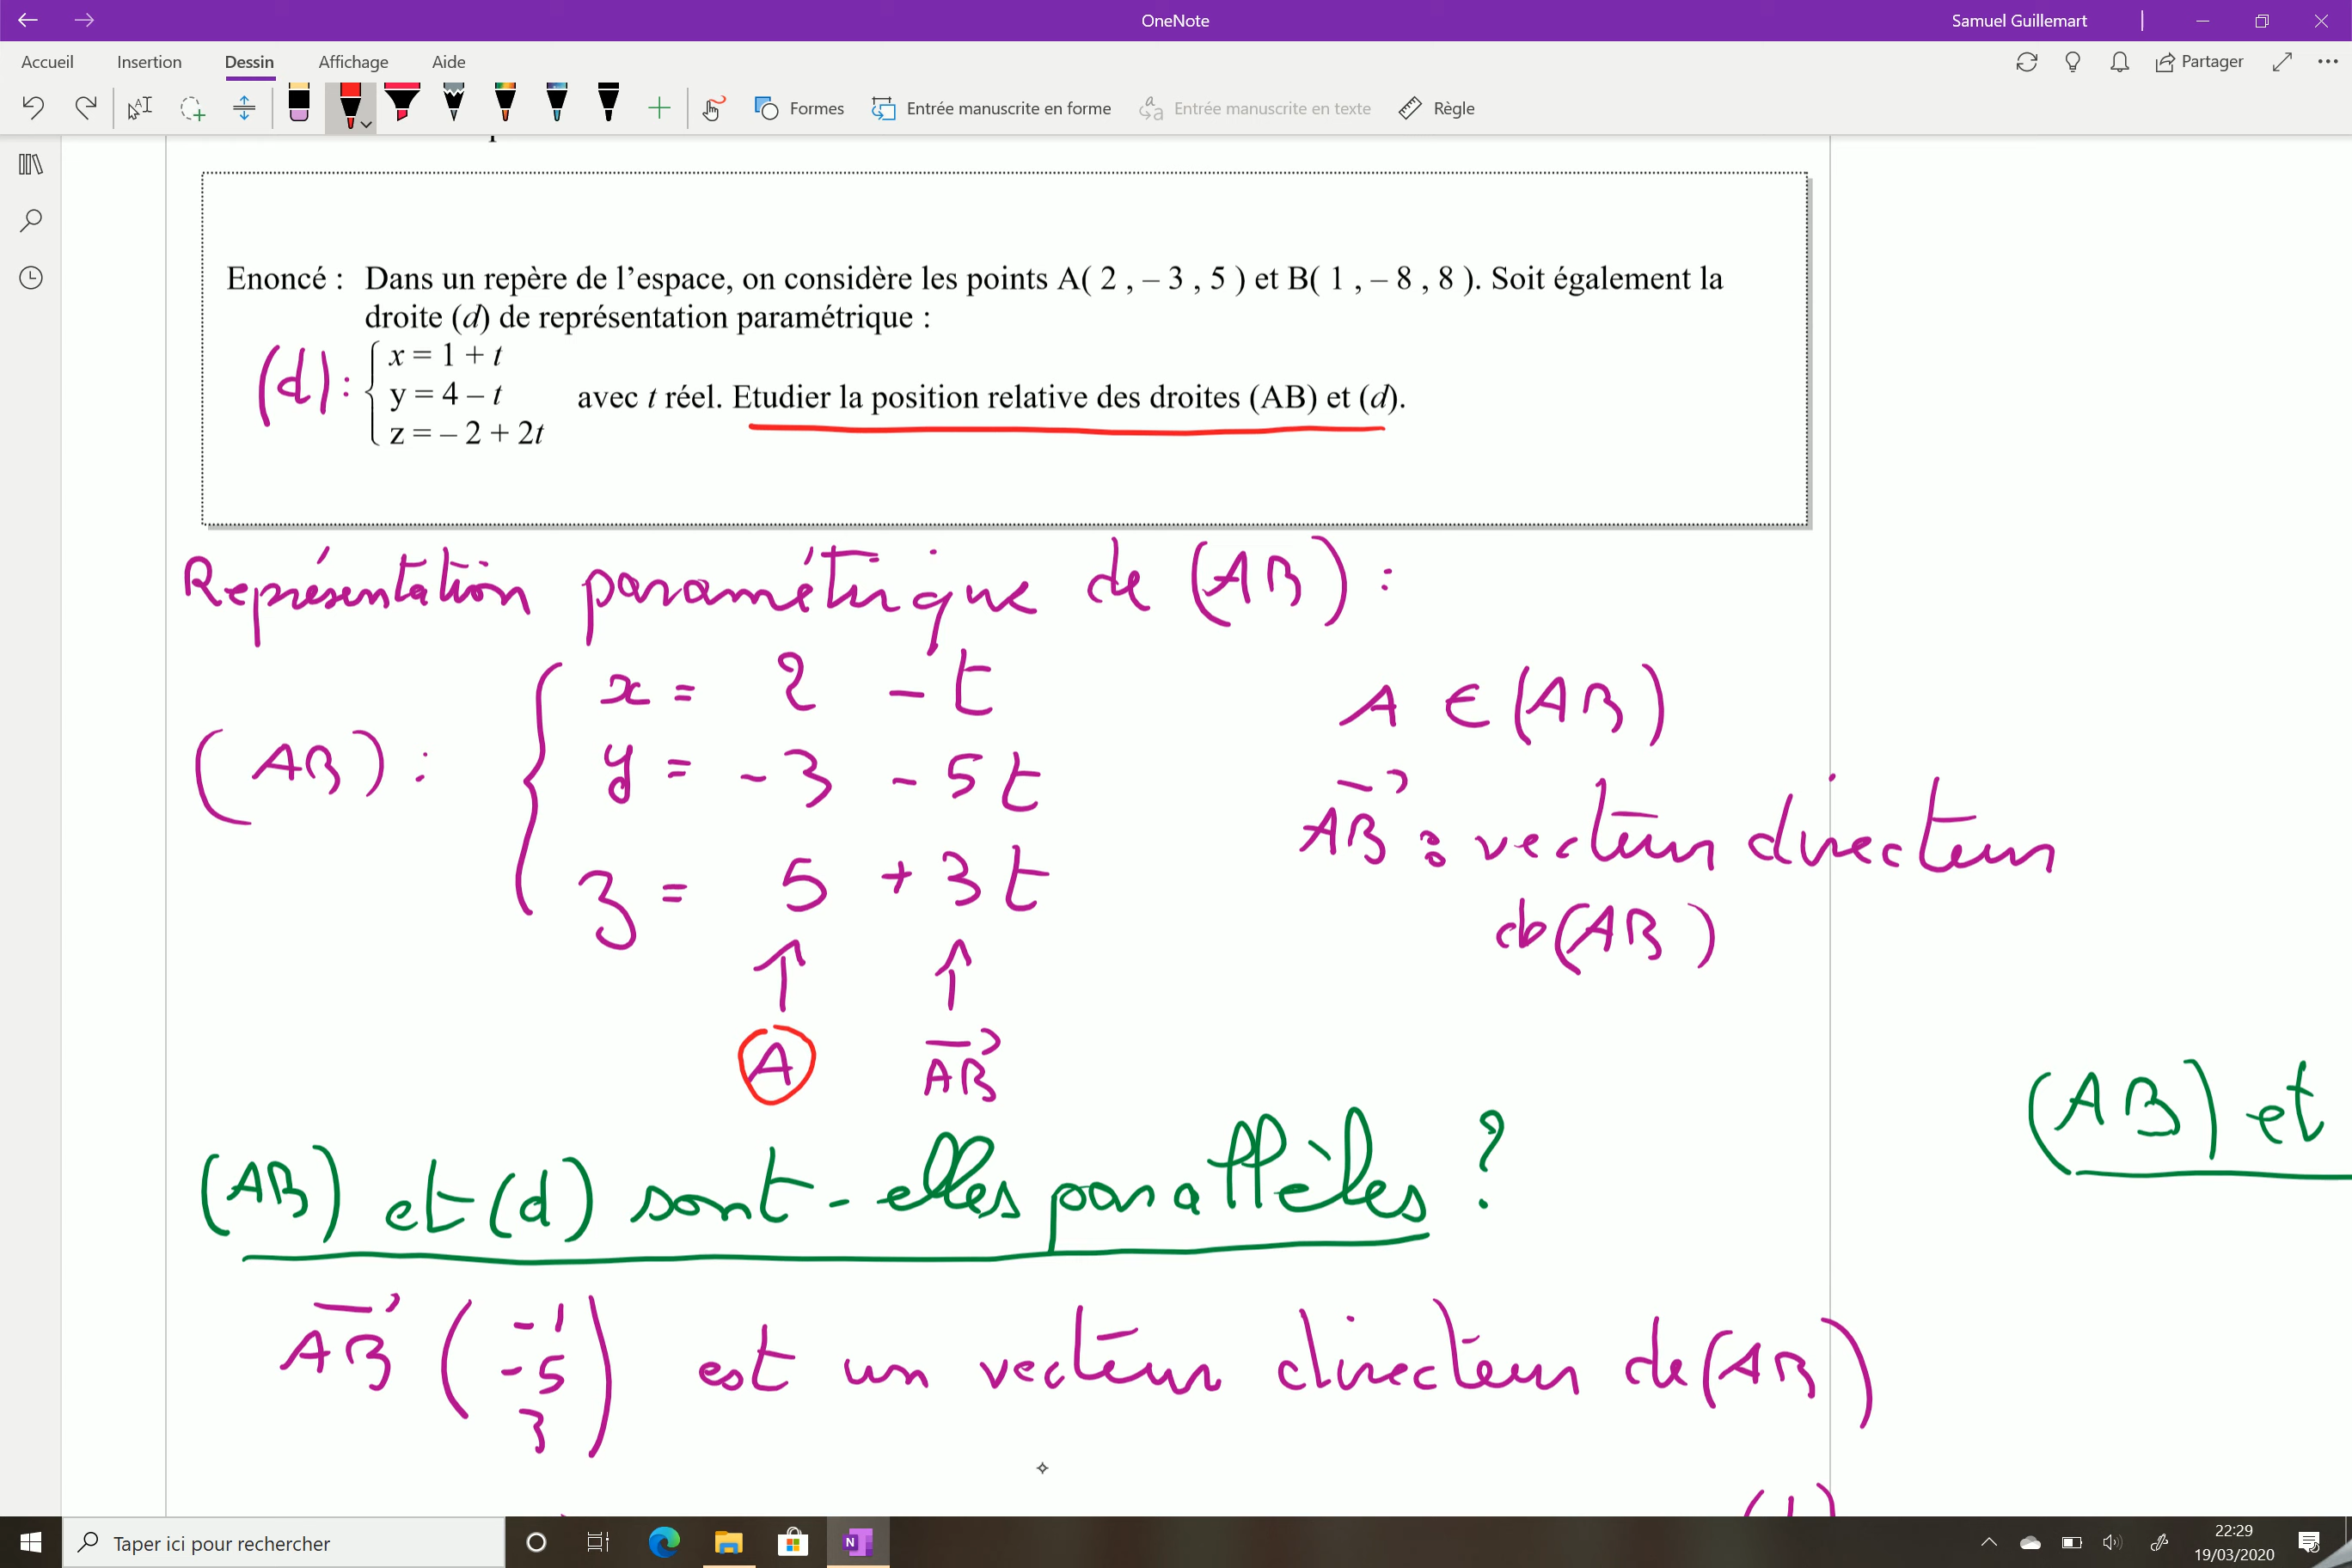 OneNote
Samuel Guillemart
Accueil Insertion Dessin Affichage Aide
Partager
Formes Entrée manuscrite en forme Entrée manuscrite en texte Règle
Enoncé : Dans un repère de l’espace, on considère les points A( 2 , – 3 , 5 ) et B( 1 , – 8 , 8 ). Soit également la
droite (d) de représentation paramétrique :
x = 1 + t
(d): y = 4 – t avec t réel. Etudier la position relative des droites (AB) et (d).
z = – 2 + 2t
Représentation paramétrique de (AB) :
x = 2 - t
A ∈ (AB)
(AB) : y = -3 - 5t
AB : vecteur directeur
z = 5 + 3t
de (AB)
↑ ↑
A AB
(AB) et
(AB) et (d) sont-elles parallèles ?
AB ( -1 -5 3 ) est un vecteur directeur de (AB)
Taper ici pour rechercher
22:29
19/03/2020